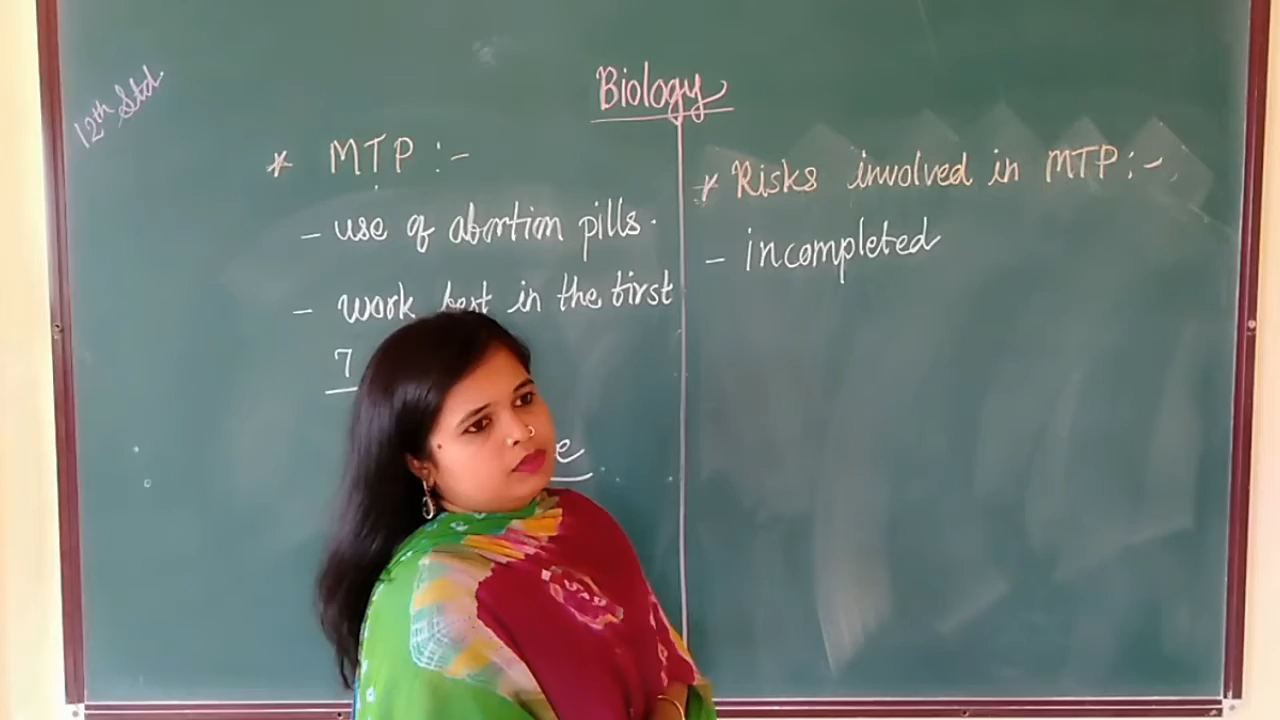 12th Std.
Biology
* MTP :-
- use of abortion pills.
- work best in the first
7
e
* Risks involved in MTP :-
- incompleted